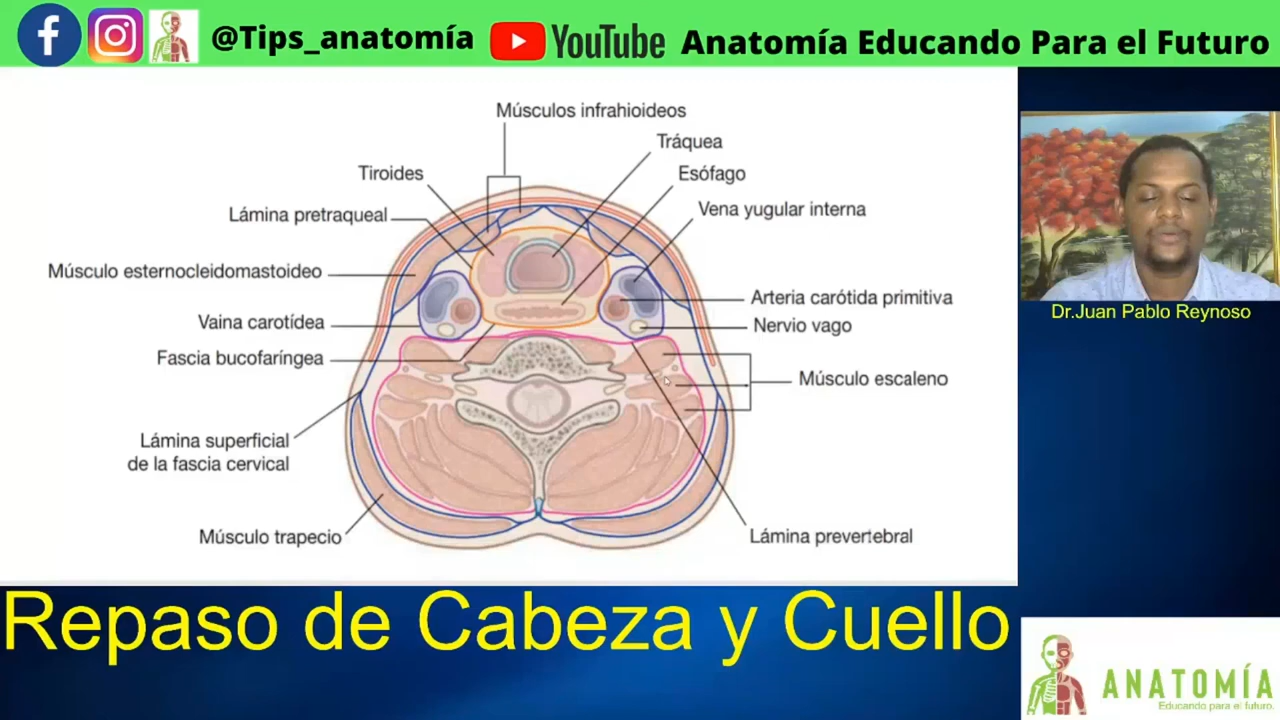 @Tips_anatomía
YouTube
Anatomía Educando Para el Futuro
Músculos infrahioideos
Tráquea
Tiroides
Esófago
Lámina pretraqueal
Vena yugular interna
Músculo esternocleidomastoideo
Arteria carótida primitiva
Vaina carotídea
Nervio vago
Fascia bucofaríngea
Músculo escaleno
Lámina superficial
de la fascia cervical
Músculo trapecio
Lámina prevertebral
Dr.Juan Pablo Reynoso
Repaso de Cabeza y Cuello
ANATOMÍA
Educando para el futuro.